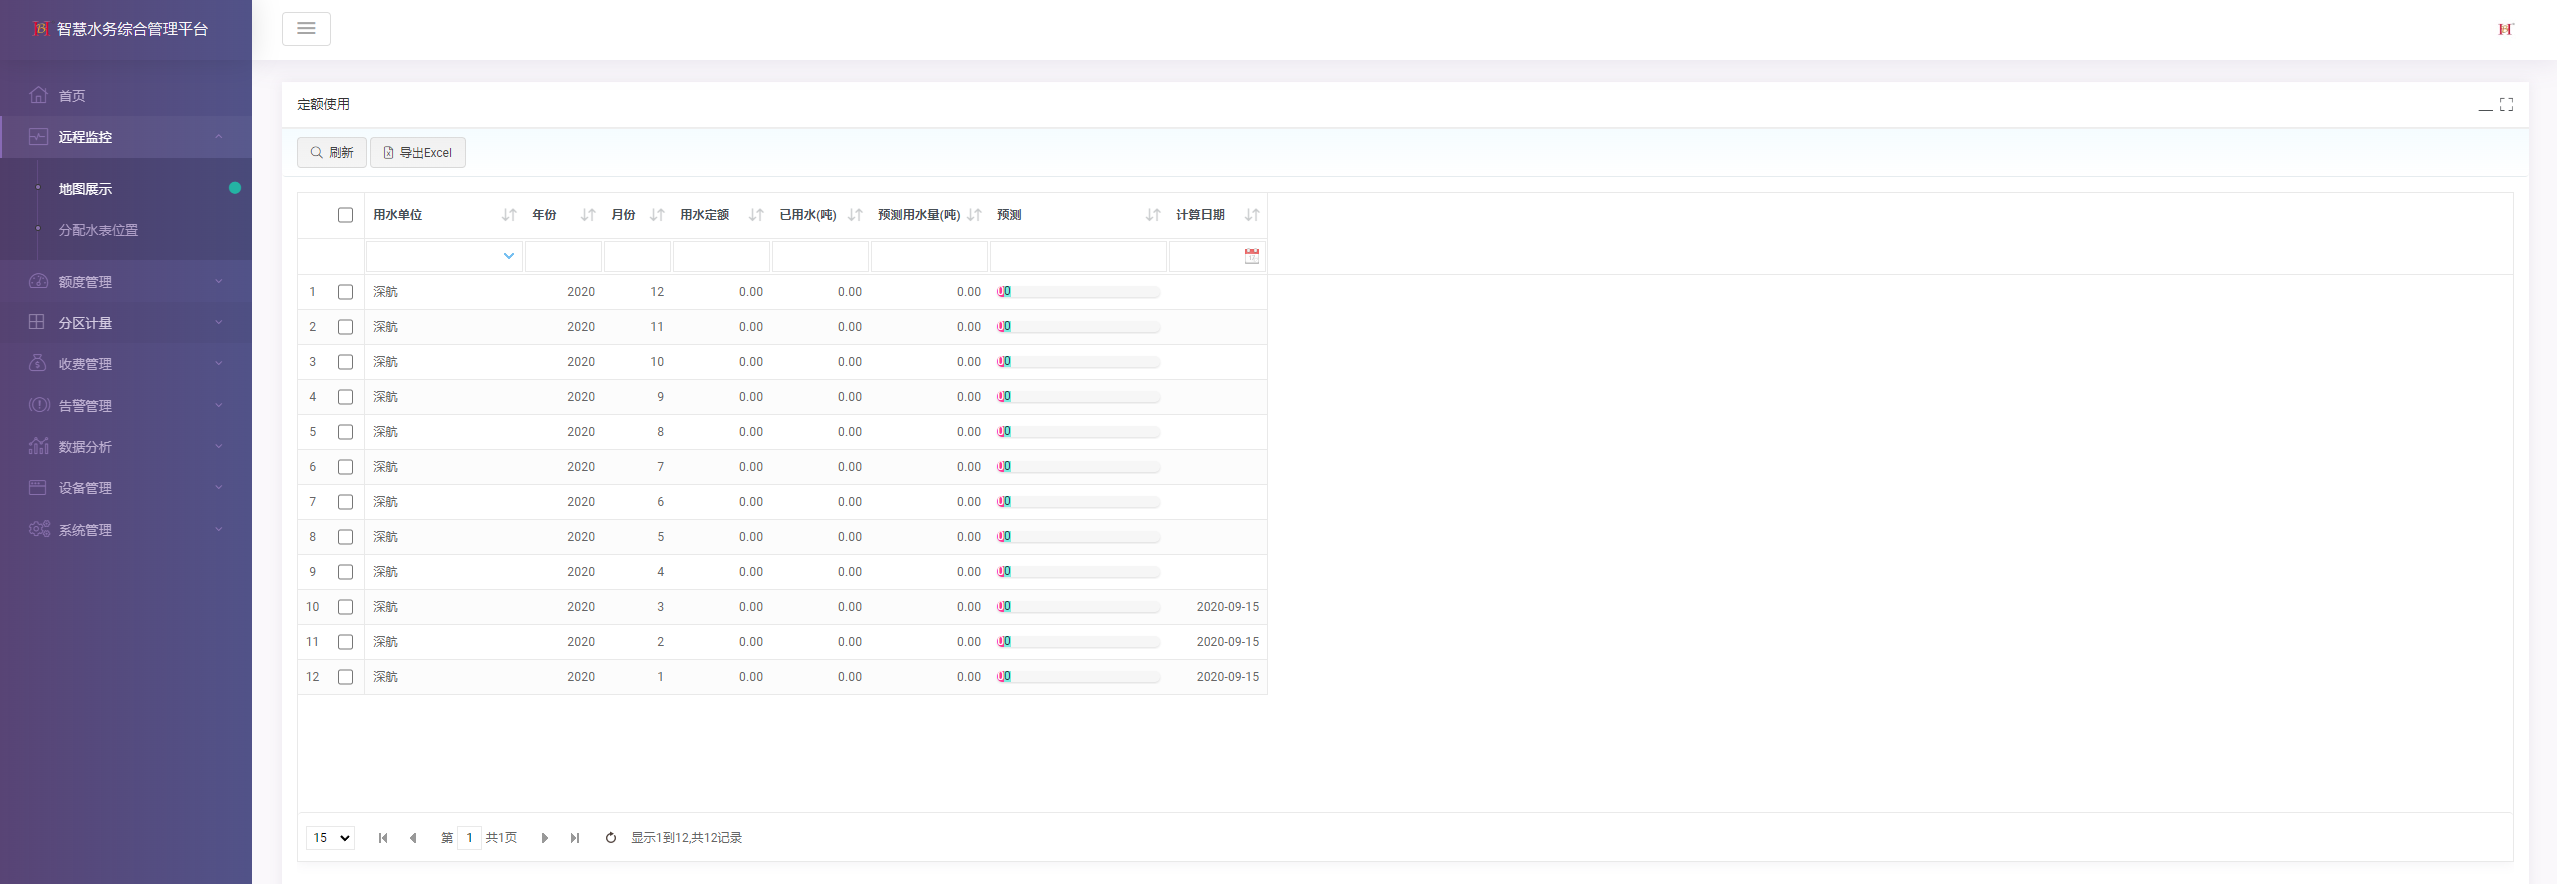 智慧水务综合管理平台
首页
远程监控
地图展示
分配水表位置
额度管理
分区计量
收费管理
告警管理
数据分析
设备管理
系统管理
定额使用
刷新 导出Excel
用水单位 年份 月份 用水定额 已用水(吨) 预测用水量(吨) 预测 计算日期
1 深航 2020 12 0.00 0.00 0.00 0
2 深航 2020 11 0.00 0.00 0.00 0
3 深航 2020 10 0.00 0.00 0.00 0
4 深航 2020 9 0.00 0.00 0.00 0
5 深航 2020 8 0.00 0.00 0.00 0
6 深航 2020 7 0.00 0.00 0.00 0
7 深航 2020 6 0.00 0.00 0.00 0
8 深航 2020 5 0.00 0.00 0.00 0
9 深航 2020 4 0.00 0.00 0.00 0
10 深航 2020 3 0.00 0.00 0.00 0 2020-09-15
11 深航 2020 2 0.00 0.00 0.00 0 2020-09-15
12 深航 2020 1 0.00 0.00 0.00 0 2020-09-15
15 第 1 共1页 显示1到12,共12记录